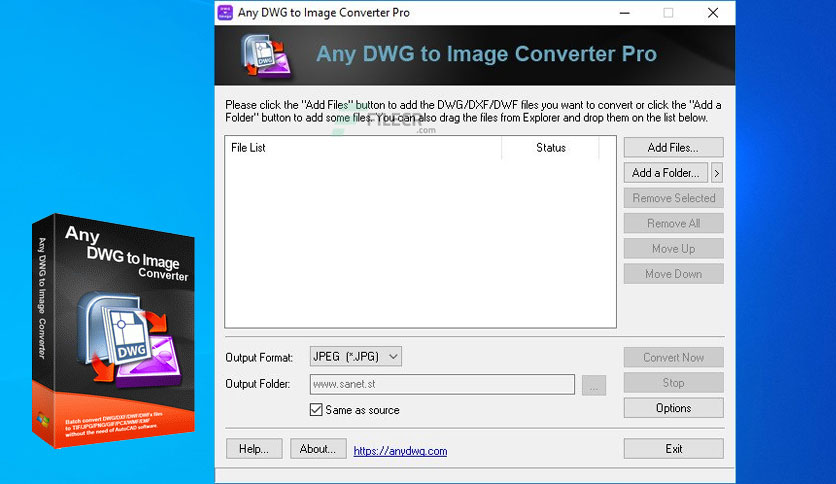 Any DWG to Image Converter Pro
Any DWG to Image Converter Pro
Please click the "Add Files" button to add the DWG/DXF/DWF files you want to convert or click the "Add a
Folder" button to add some files. You can also drag the files from Explorer and drop them on the list below.
FILECR
.com
File List
Status
Add Files...
Add a Folder...
>
Remove Selected
Remove All
Move Up
Move Down
Output Format:
JPEG (*.JPG)
Convert Now
Output Folder:
www.sanet.st
...
Stop
Same as source
Options
Help...
About...
https://anydwg.com
Exit
Any
DWG to Image
Converter
DWG
Any DWG to Image Converter
Batch convert DWG/DXF/DWF files
to TIF/JPG/PNG/GIF/PCX/WMF/EMF
without the need of AutoCAD software.